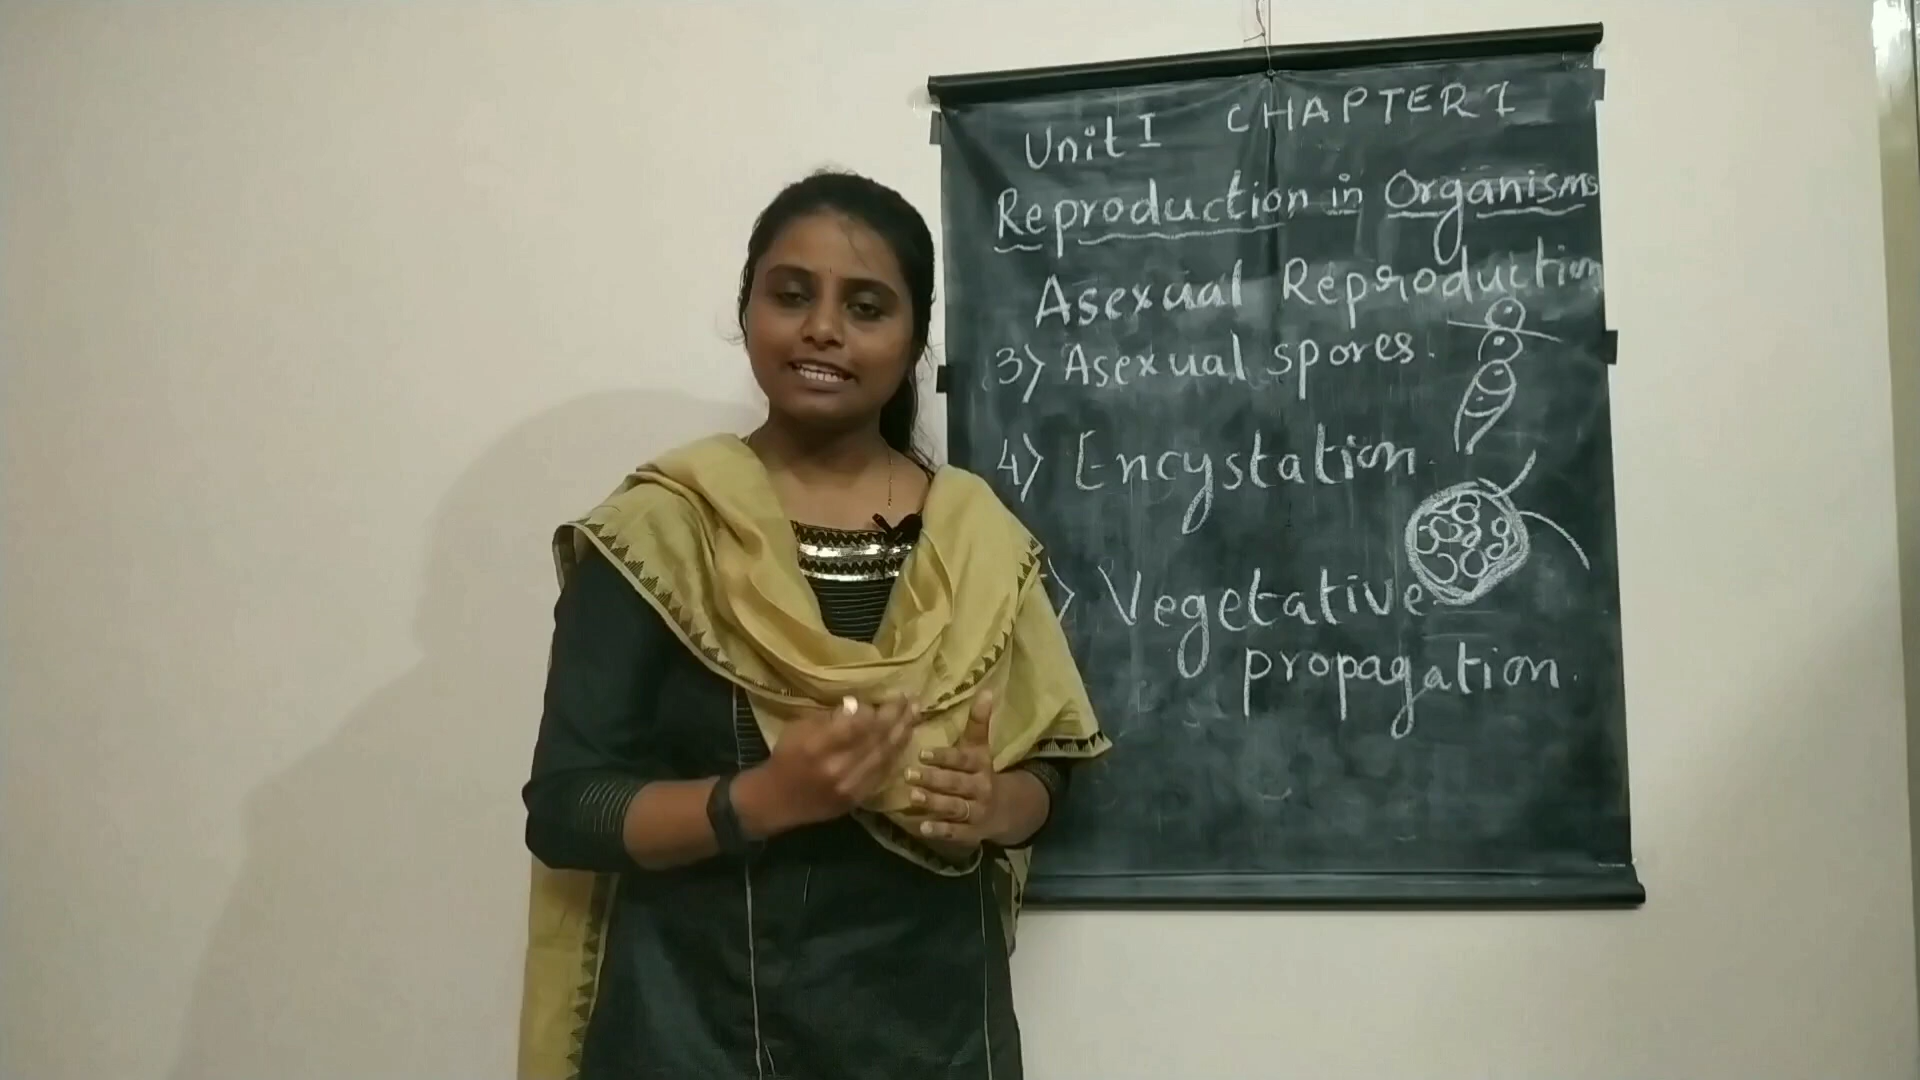 Unit I CHAPTER 1
Reproduction in Organisms
Asexual Reproduction
3) Asexual spores.
4) Encystation.
) Vegetative
propagation.